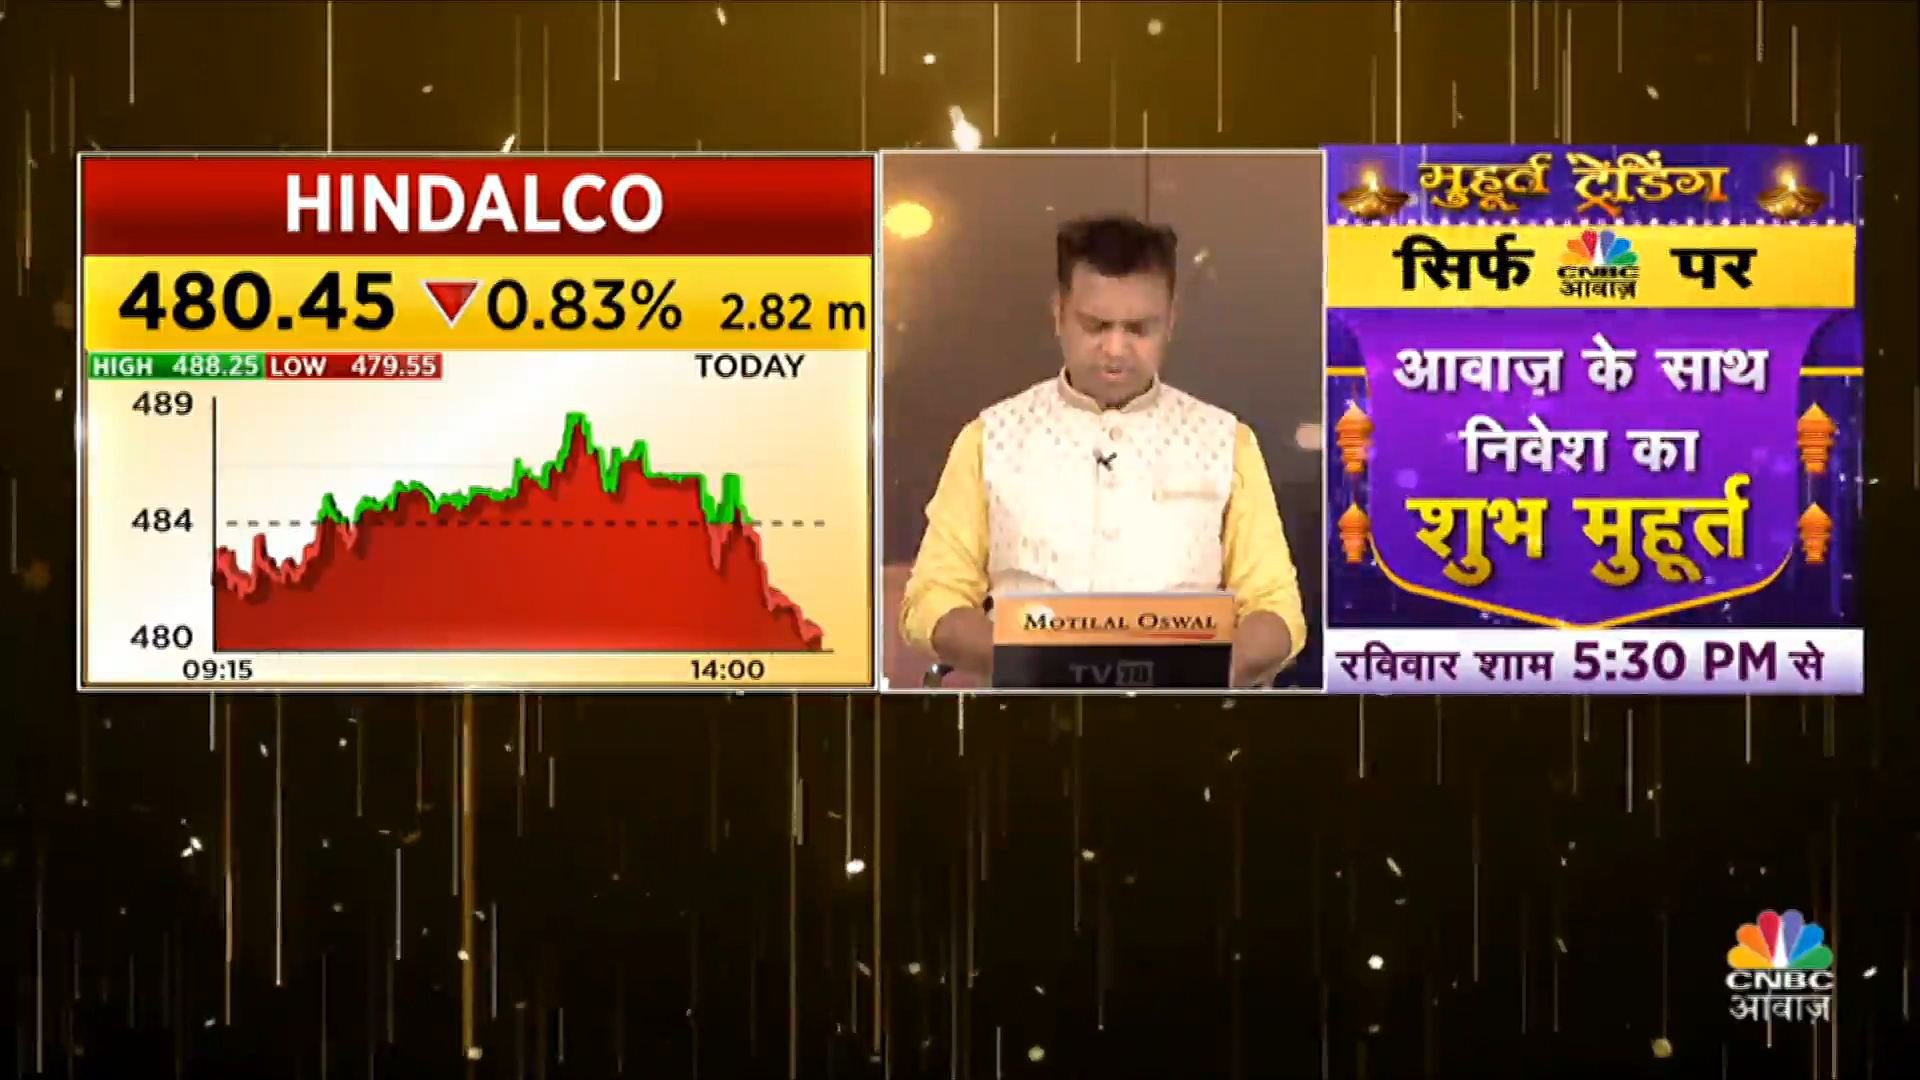 HINDALCO
480.45 0.83% 2.82 m
HIGH 488.25 LOW 479.55 TODAY
489
484
480
09:15 14:00
MOTILAL OSWAL
TV18
मुहूर्त ट्रेडिंग
सिर्फ CNBC आवाज़ पर
आवाज़ के साथ
निवेश का
शुभ मुहूर्त
रविवार शाम 5:30 PM से
CNBC
आवाज़